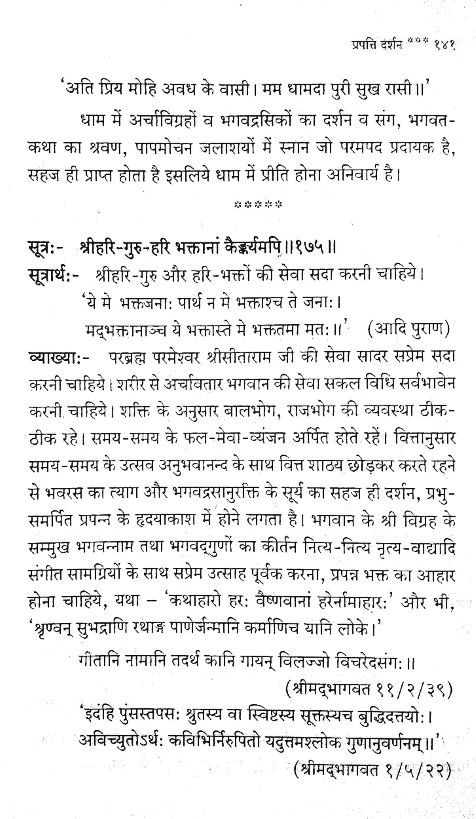 प्रपत्ति दर्शन *** १४१
‘अति प्रिय मोहि अवध के वासी। मम धामदा पुरी सुख रासी॥’
धाम में अर्चाविग्रहों व भगवद्रसिकों का दर्शन व संग, भगवत-
कथा का श्रवण, पापमोचन जलाशयों में स्नान जो परमपद प्रदायक है,
सहज ही प्राप्त होता है इसलिये धाम में प्रीति होना अनिवार्य है।
*****
सूत्र:- श्रीहरि-गुरु-हरि भक्तानां कैङ्कर्यमपि॥१७५॥
सूत्रार्थ:- श्रीहरि-गुरु और हरि-भक्तों की सेवा सदा करनी चाहिये।
‘ये मे भक्तजनाः पार्थ न मे भक्ताश्च ते जनाः।
मद्भक्तानाञ्च ये भक्तास्ते मे भक्ततमा मतः॥’ (आदि पुराण)
व्याख्या:- परब्रह्म परमेश्वर श्रीसीताराम जी की सेवा सादर सप्रेम सदा
करनी चाहिये। शरीर से अर्चावतार भगवान की सेवा सकल विधि सर्वभावेन
करनी चाहिये। शक्ति के अनुसार बालभोग, राजभोग की व्यवस्था ठीक-
ठीक रहे। समय-समय के फल-मेवा-व्यंजन अर्पित होते रहें। वित्तानुसार
समय-समय के उत्सव अनुभवानन्द के साथ वित्त शाठ्य छोड़कर करते रहने
से भवरस का त्याग और भगवद्रसानुरक्ति के सूर्य का सहज ही दर्शन, प्रभु-
समर्पित प्रपन्न के हृदयाकाश में होने लगता है। भगवान के श्री विग्रह के
सम्मुख भगवन्नाम तथा भगवद्गुणों का कीर्तन नित्य-नित्य नृत्य-वाद्यादि
संगीत सामग्रियों के साथ सप्रेम उत्साह पूर्वक करना, प्रपन्न भक्त का आहार
होना चाहिये, यथा – ‘कथाहारो हरः वैष्णवानां हरेर्नामाहारः’ और भी,
‘श्रृण्वन् सुभद्राणि रथाङ्ग पाणेर्जन्मानि कर्माणिच यानि लोके।’
गीतानि नामानि तदर्थ कानि गायन् विलज्जो विचरेदसंगः॥
(श्रीमद्भागवत ११/२/३९)
‘इदंहि पुंसस्तपसः श्रुतस्य वा स्विष्टस्य सूक्तस्यच बुद्धिदत्तयोः।
अविच्युतोऽर्थः कविभिर्निरुपितो यदुत्तमश्लोक गुणानुवर्णनम्॥’
(श्रीमद्भागवत १/५/२२)